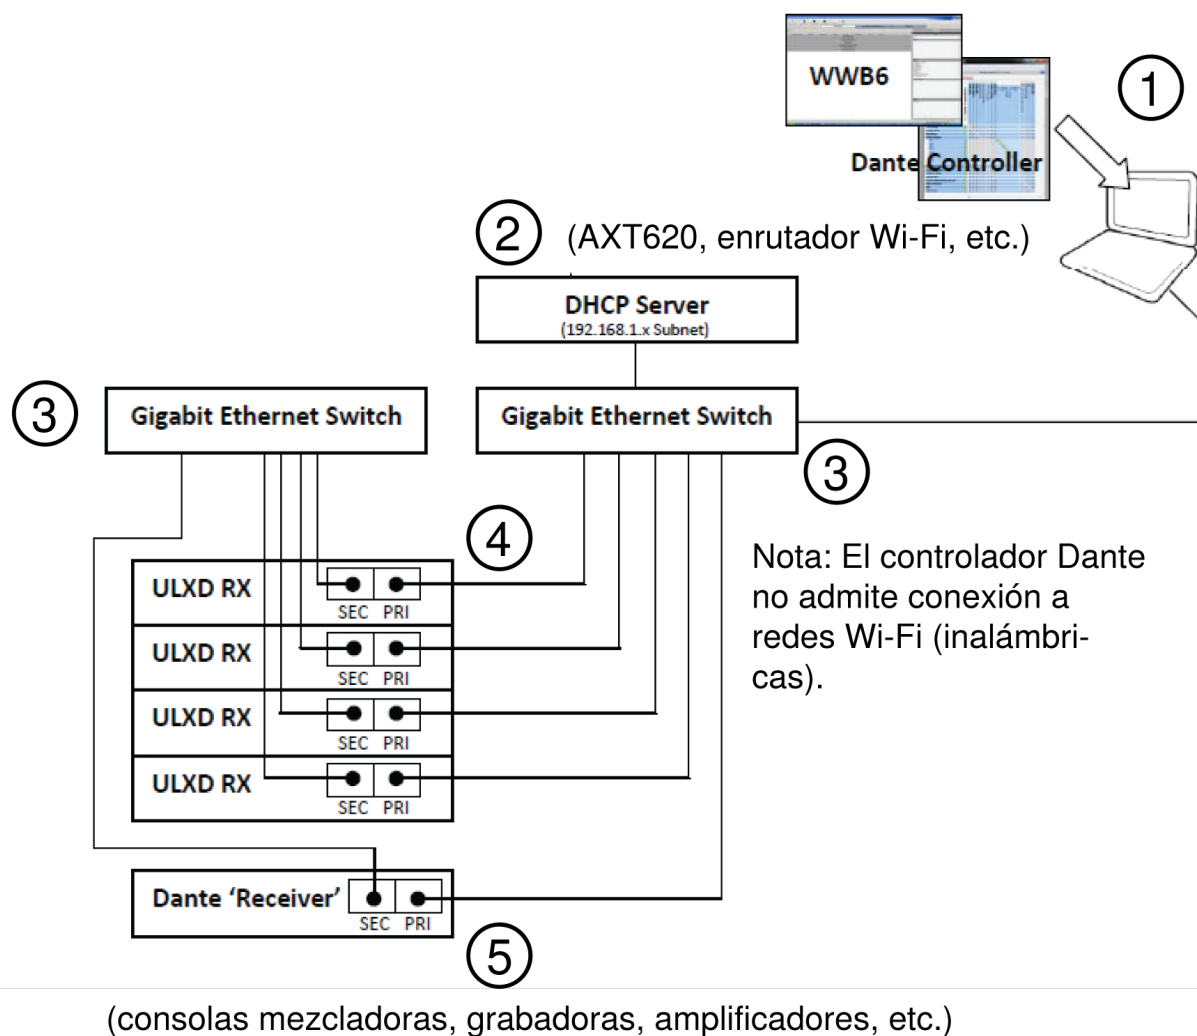 WWB6
1
Dante Controller
2 (AXT620, enrutador Wi-Fi, etc.)
DHCP Server
(192.168.1.x Subnet)
3
Gigabit Ethernet Switch
Gigabit Ethernet Switch
3
4
Nota: El controlador Dante
no admite conexión a
redes Wi-Fi (inalámbri-
cas).
ULXD RX
SEC PRI
ULXD RX
SEC PRI
ULXD RX
SEC PRI
ULXD RX
SEC PRI
Dante ‘Receiver’
SEC PRI
5
(consolas mezcladoras, grabadoras, amplificadores, etc.)